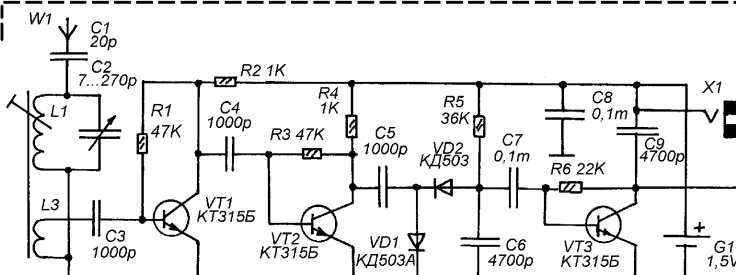 W1
C1
20p
C2
7...270p
L1
R1
47K
R2 1K
C4
1000p
R4
1K
R3 47K
C5
1000p
R5
36K
VD2
КД503
C7
0,1m
C8
0,1m
X1
C9
4700p
R6 22K
L3
C3
1000p
VT1
КТ315Б
VT2
КТ315Б
VD1
КД503А
C6
4700p
VT3
КТ315Б
+
G1
1,5V